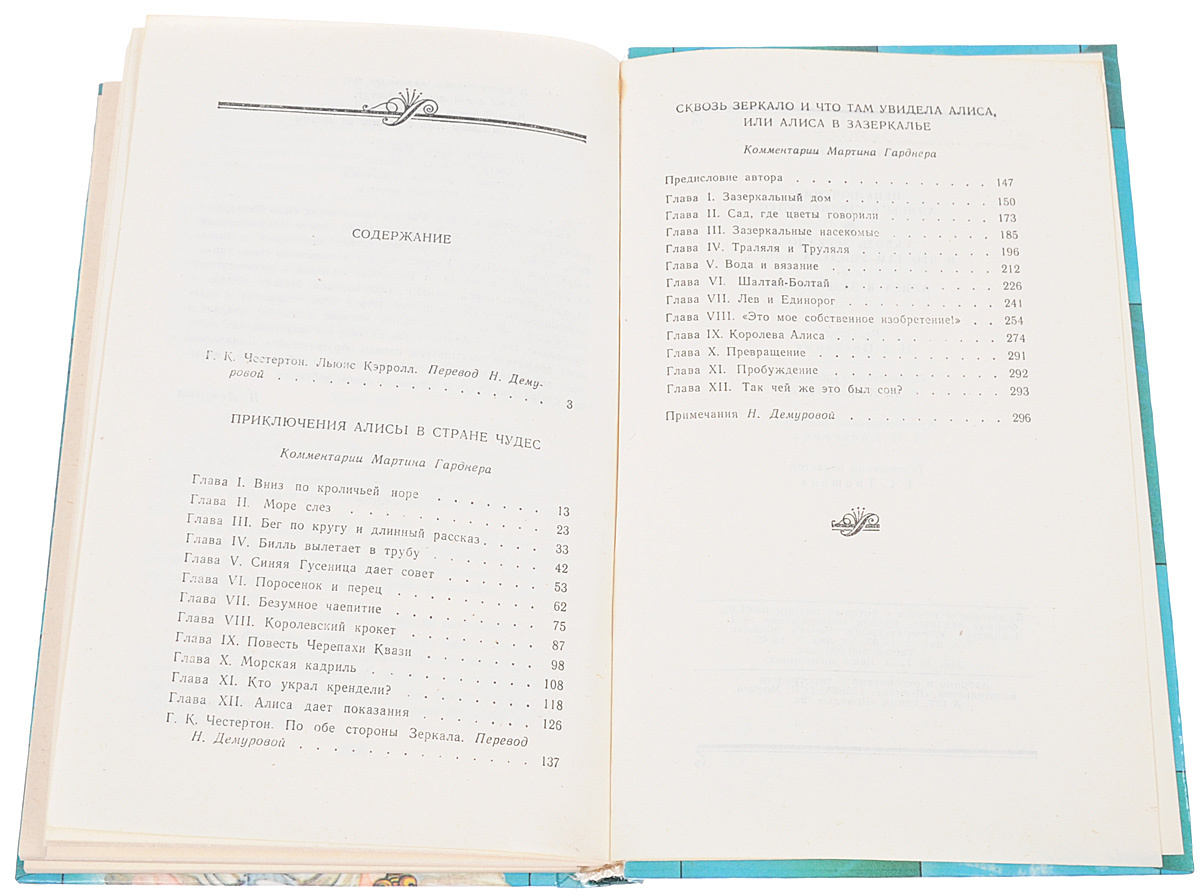 СОДЕРЖАНИЕ
Г. К. Честертон. Льюис Кэрролл. Перевод Н. Дему-
ровой . . . . . . . . . . . . . . . . 3
ПРИКЛЮЧЕНИЯ АЛИСЫ В СТРАНЕ ЧУДЕС
Комментарии Мартина Гарднера
Глава I. Вниз по кроличьей норе . . . . . . . 13
Глава II. Море слез . . . . . . . . . . . 23
Глава III. Бег по кругу и длинный рассказ . . . . 33
Глава IV. Билль вылетает в трубу . . . . . . . 42
Глава V. Синяя Гусеница дает совет . . . . . . 53
Глава VI. Поросенок и перец . . . . . . . . . 62
Глава VII. Безумное чаепитие . . . . . . . . . 75
Глава VIII. Королевский крокет . . . . . . . . 87
Глава IX. Повесть Черепахи Квази . . . . . . . 98
Глава X. Морская кадриль . . . . . . . . . . 108
Глава XI. Кто украл крендели? . . . . . . . . 118
Глава XII. Алиса дает показания . . . . . . . 126
Г. К. Честертон. По обе стороны Зеркала. Перевод
Н. Демуровой . . . . . . . . . . . . . 137
СКВОЗЬ ЗЕРКАЛО И ЧТО ТАМ УВИДЕЛА АЛИСА,
ИЛИ АЛИСА В ЗАЗЕРКАЛЬЕ
Комментарии Мартина Гарднера
Предисловие автора . . . . . . . . . . . . 147
Глава I. Зазеркальный дом . . . . . . . . . . 150
Глава II. Сад, где цветы говорили . . . . . . . 173
Глава III. Зазеркальные насекомые . . . . . . . 185
Глава IV. Траляля и Труляля . . . . . . . . . 196
Глава V. Вода и вязание . . . . . . . . . . . 212
Глава VI. Шалтай-Болтай . . . . . . . . . . 226
Глава VII. Лев и Единорог . . . . . . . . . . 241
Глава VIII. «Это мое собственное изобретение!» . . 254
Глава IX. Королева Алиса . . . . . . . . . . 274
Глава X. Превращение . . . . . . . . . . . 291
Глава XI. Пробуждение . . . . . . . . . . . 292
Глава XII. Так чей же это был сон? . . . . . . 293
Примечания Н. Демуровой . . . . . . . . . . 296